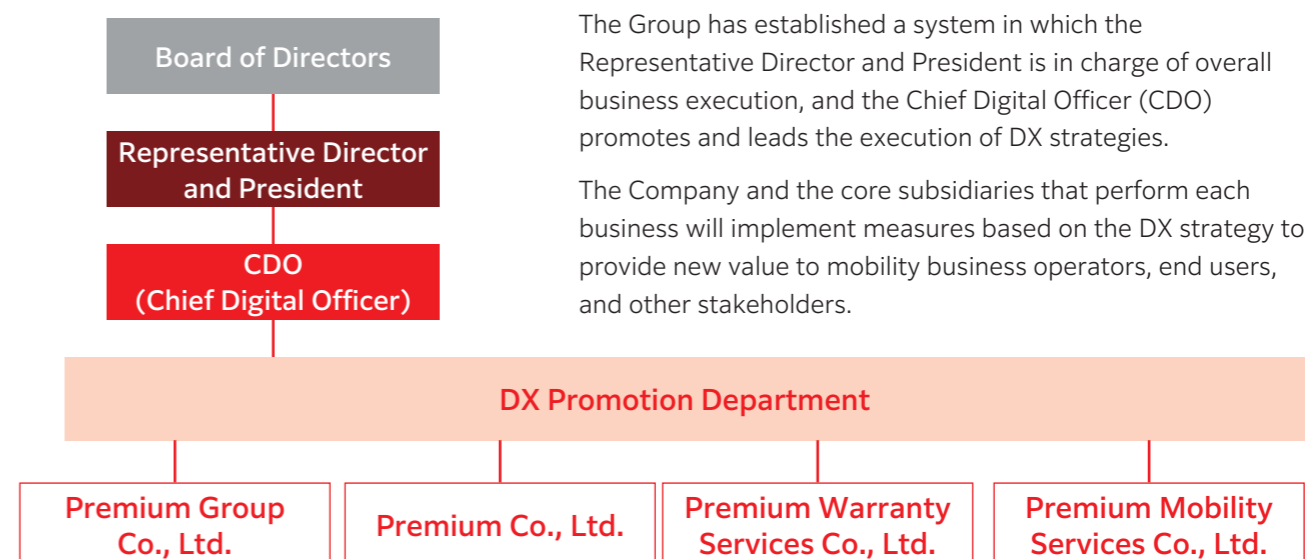 Board of Directors
Representative Director
and President
CDO
(Chief Digital Officer)
The Group has established a system in which the
Representative Director and President is in charge of overall
business execution, and the Chief Digital Officer (CDO)
promotes and leads the execution of DX strategies.
The Company and the core subsidiaries that perform each
business will implement measures based on the DX strategy to
provide new value to mobility business operators, end users,
and other stakeholders.
DX Promotion Department
Premium Group
Co., Ltd.
Premium Co., Ltd.
Premium Warranty
Services Co., Ltd.
Premium Mobility
Services Co., Ltd.